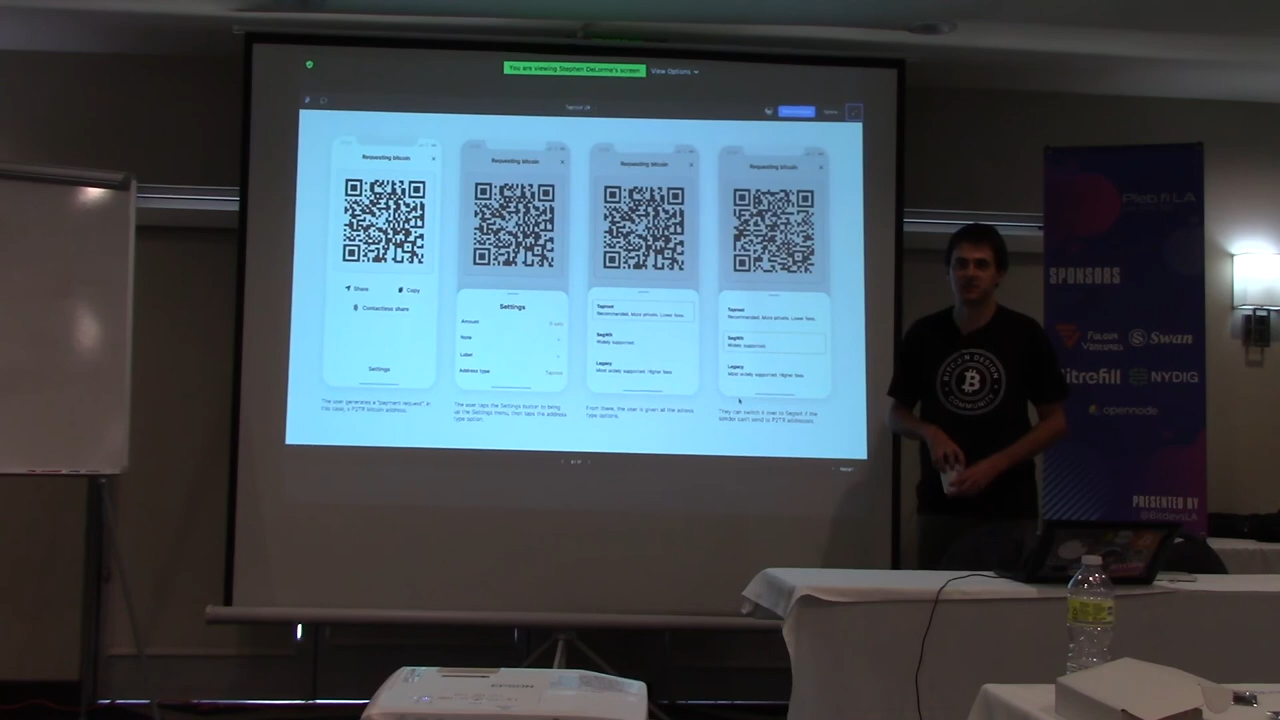 You are viewing Stephen DeLorme's screen
View Options
Taproot
Requesting bitcoin
Share
Copy
Contactless share
Settings
The user generates a "payment request" in
this case, a P2TR bitcoin address.
Requesting bitcoin
Settings
Amount
Note
Label
Address type
Taproot
The user taps the Settings button to bring
up the Settings menu, then taps the address
type option.
Requesting bitcoin
Taproot
Recommended. More private. Lower fees.
SegWit
Widely supported.
Legacy
Most widely supported. Higher fees.
From there, the user is given all the address
type options.
Requesting bitcoin
Taproot
Recommended. More private. Lower fees.
SegWit
Widely supported.
Legacy
Most widely supported. Higher fees.
They can switch it over to Segwit if the
sender can't send to P2TR addresses.
BITCOIN DESIGN
COMMUNITY
Pleb.fi LA
SPONSORS
FULGUR
VENTURES
Swan
Bitrefill
NYDIG
opennode
PRESENTED BY
@BitdevsLA
EPSON